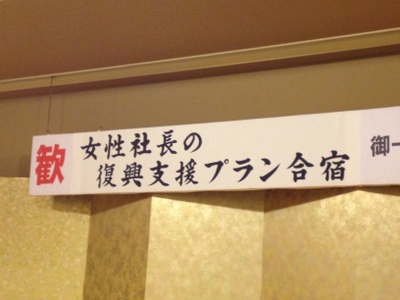 歓
女性社長の
復興支援プラン合宿
御一